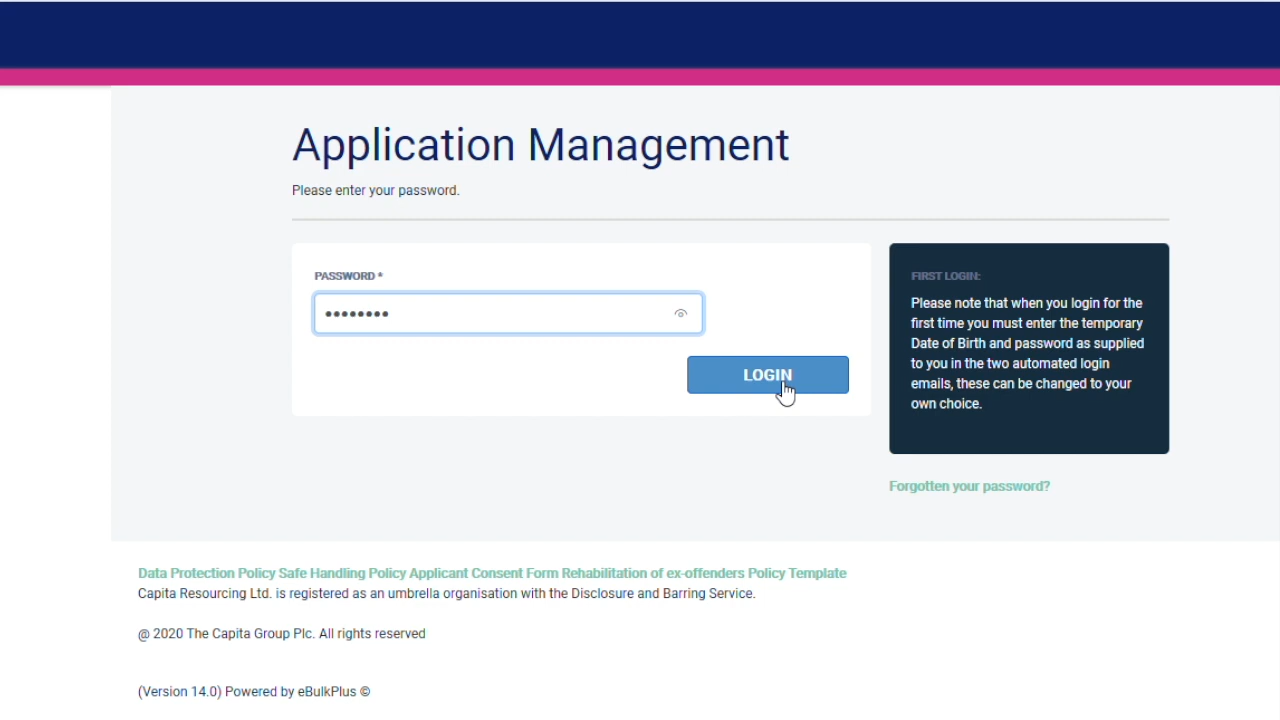 Application Management
Please enter your password.
PASSWORD *
••••••••
LOGIN
FIRST LOGIN:
Please note that when you login for the
first time you must enter the temporary
Date of Birth and password as supplied
to you in the two automated login
emails, these can be changed to your
own choice.
Forgotten your password?
Data Protection Policy Safe Handling Policy Applicant Consent Form Rehabilitation of ex-offenders Policy Template
Capita Resourcing Ltd. is registered as an umbrella organisation with the Disclosure and Barring Service.
@ 2020 The Capita Group Plc. All rights reserved
(Version 14.0) Powered by eBulkPlus ©